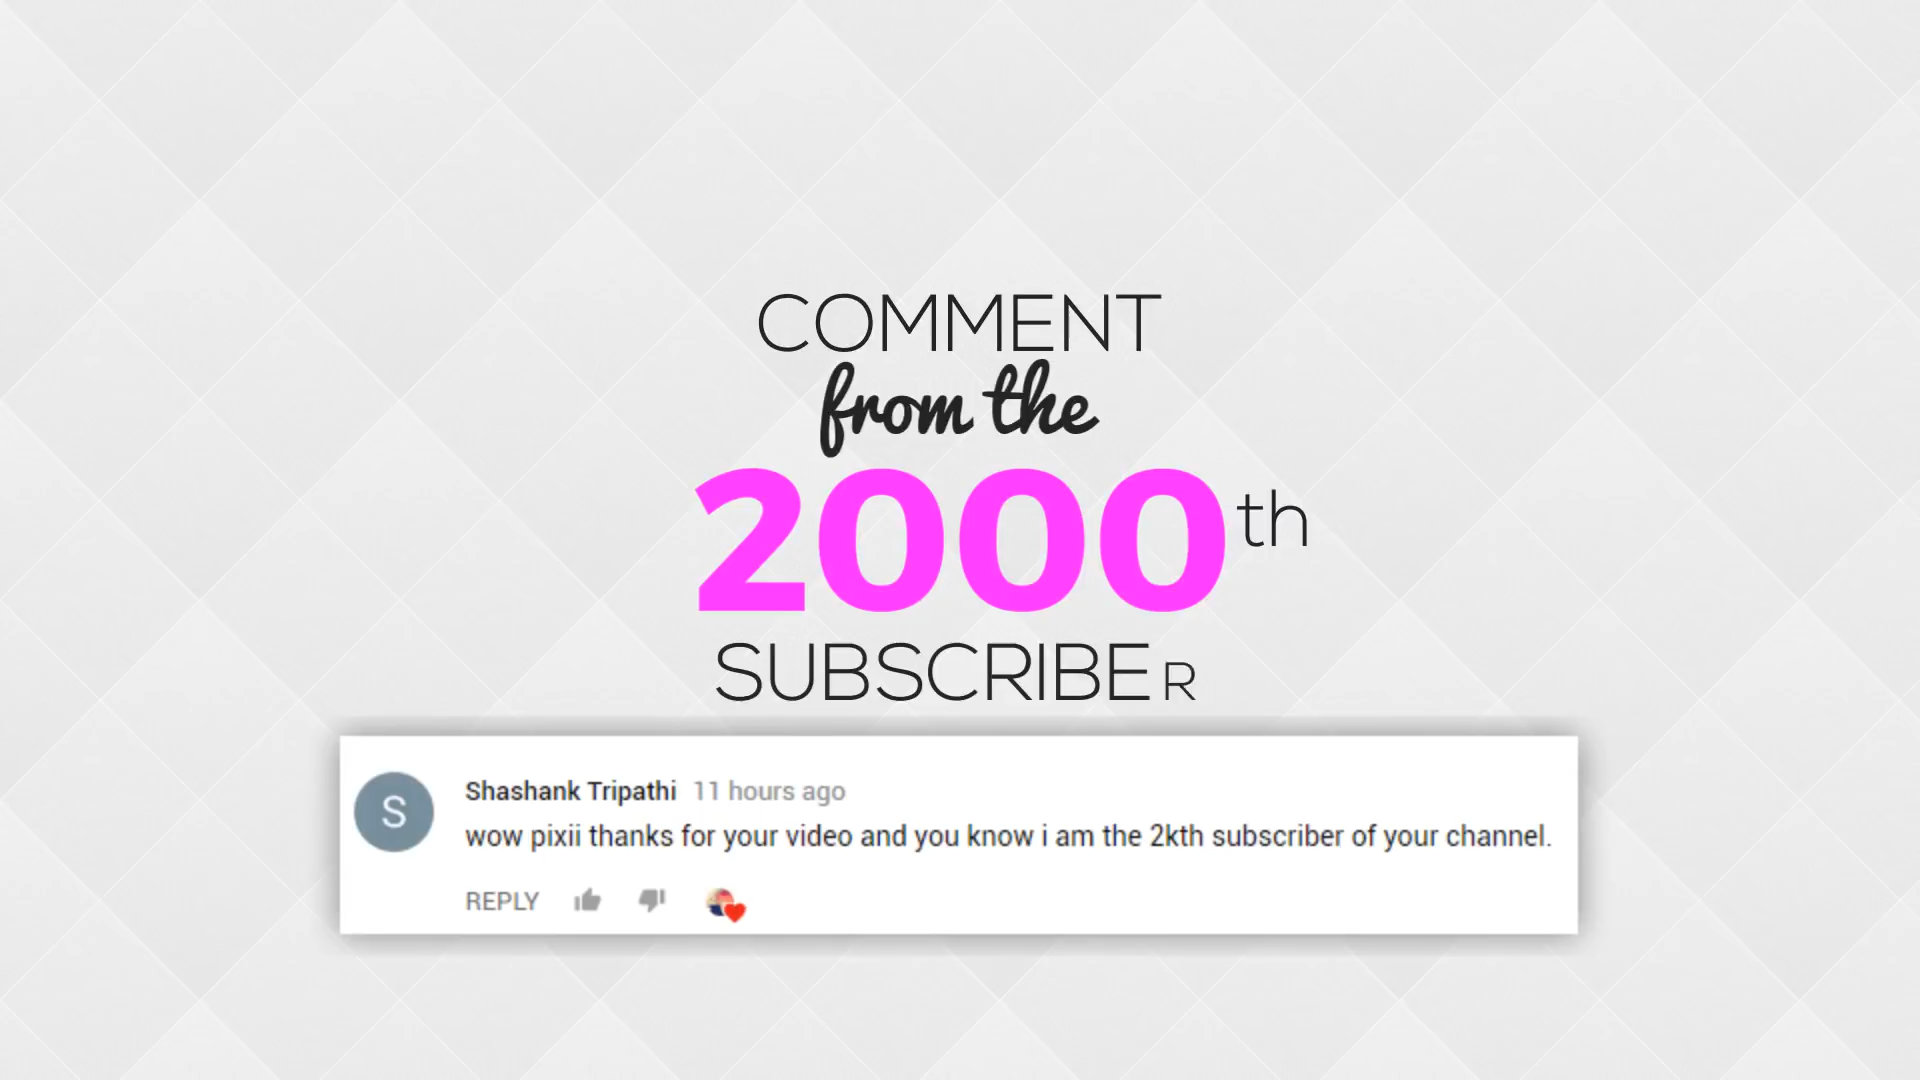 COMMENT
from the
2000th
SUBSCRIBER
S
Shashank Tripathi 11 hours ago
wow pixii thanks for your video and you know i am the 2kth subscriber of your channel.
REPLY